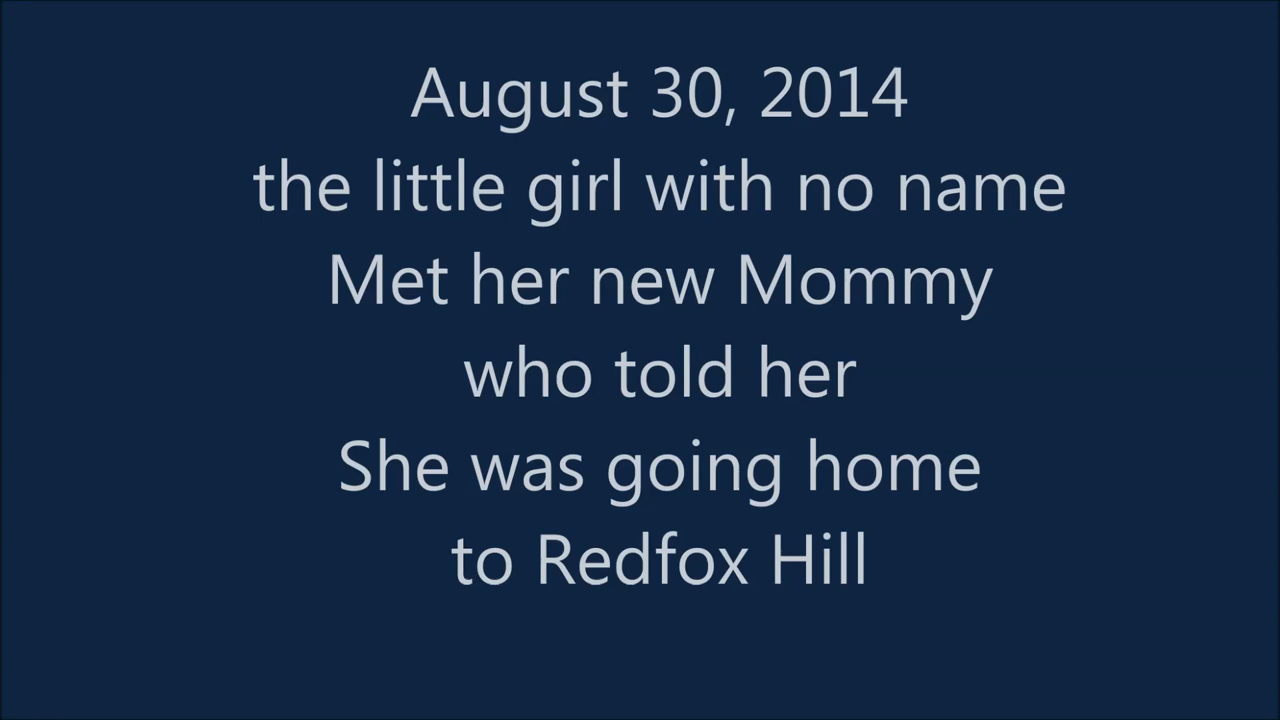 August 30, 2014
the little girl with no name
Met her new Mommy
who told her
She was going home
to Redfox Hill